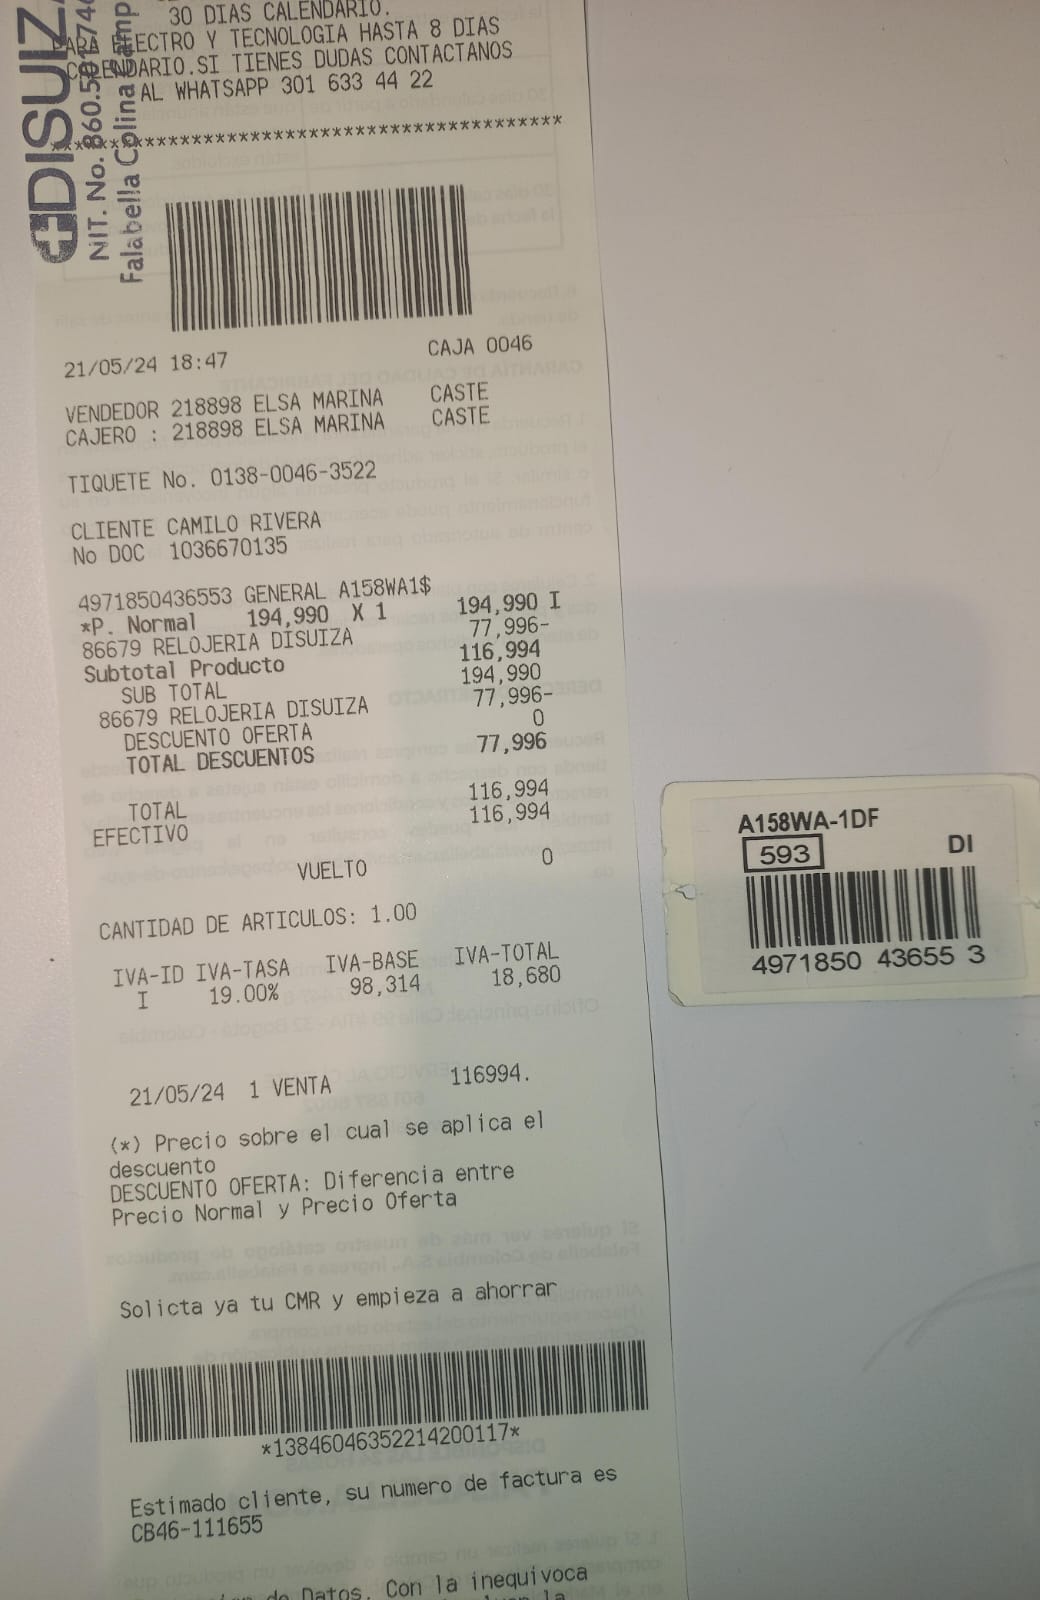 30 DIAS CALENDARIO.
PARA ELECTRO Y TECNOLOGIA HASTA 8 DIAS
CALENDARIO.SI TIENES DUDAS CONTACTANOS
AL WHATSAPP 301 633 44 22
DISUIZ
NIT. No. 860.501.74
Falabella Colina Camp
******************************************
21/05/24 18:47 CAJA 0046
VENDEDOR 218898 ELSA MARINA CASTE
CAJERO : 218898 ELSA MARINA CASTE
TIQUETE No. 0138-0046-3522
CLIENTE CAMILO RIVERA
No DOC 1036670135
4971850436553 GENERAL A158WA1$
*P. Normal 194,990 X 1 194,990 I
86679 RELOJERIA DISUIZA 77,996-
Subtotal Producto 116,994
SUB TOTAL 194,990
86679 RELOJERIA DISUIZA 77,996-
DESCUENTO OFERTA 0
TOTAL DESCUENTOS 77,996
TOTAL 116,994
EFECTIVO 116,994
VUELTO 0
CANTIDAD DE ARTICULOS: 1.00
IVA-ID IVA-TASA IVA-BASE IVA-TOTAL
I 19.00% 98,314 18,680
21/05/24 1 VENTA 116994.
(*) Precio sobre el cual se aplica el
descuento
DESCUENTO OFERTA: Diferencia entre
Precio Normal y Precio Oferta
Solicta ya tu CMR y empieza a ahorrar
*13846046352214200117*
Estimado cliente, su numero de factura es
CB46-111655
de Datos. Con la inequivoca
la
A158WA-1DF
593 DI
4971850 43655 3